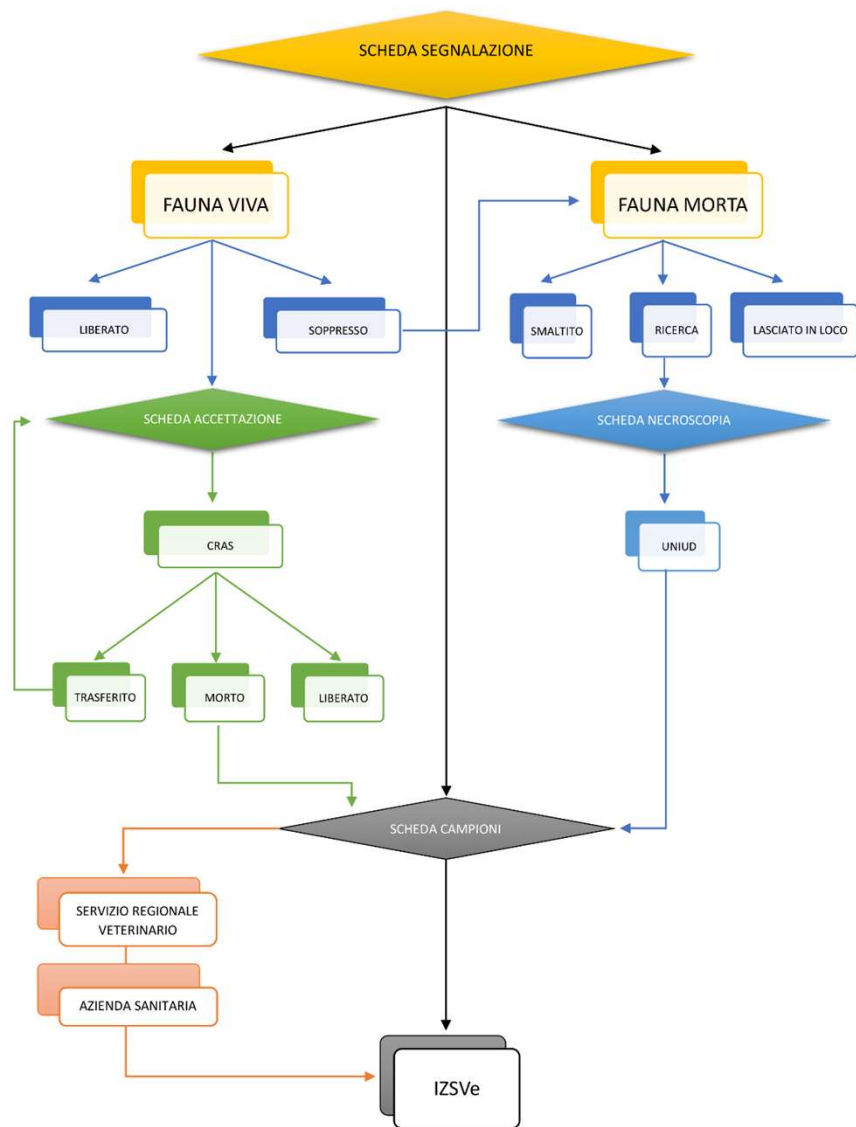 SCHEDA SEGNALAZIONE
FAUNA VIVA
FAUNA MORTA
LIBERATO
SOPPRESSO
SMALTITO
RICERCA
LASCIATO IN LOCO
SCHEDA ACCETTAZIONE
SCHEDA NECROSCOPIA
CRAS
UNIUD
TRASFERITO
MORTO
LIBERATO
SCHEDA CAMPIONI
SERVIZIO REGIONALE
VETERINARIO
AZIENDA SANITARIA
IZSVe